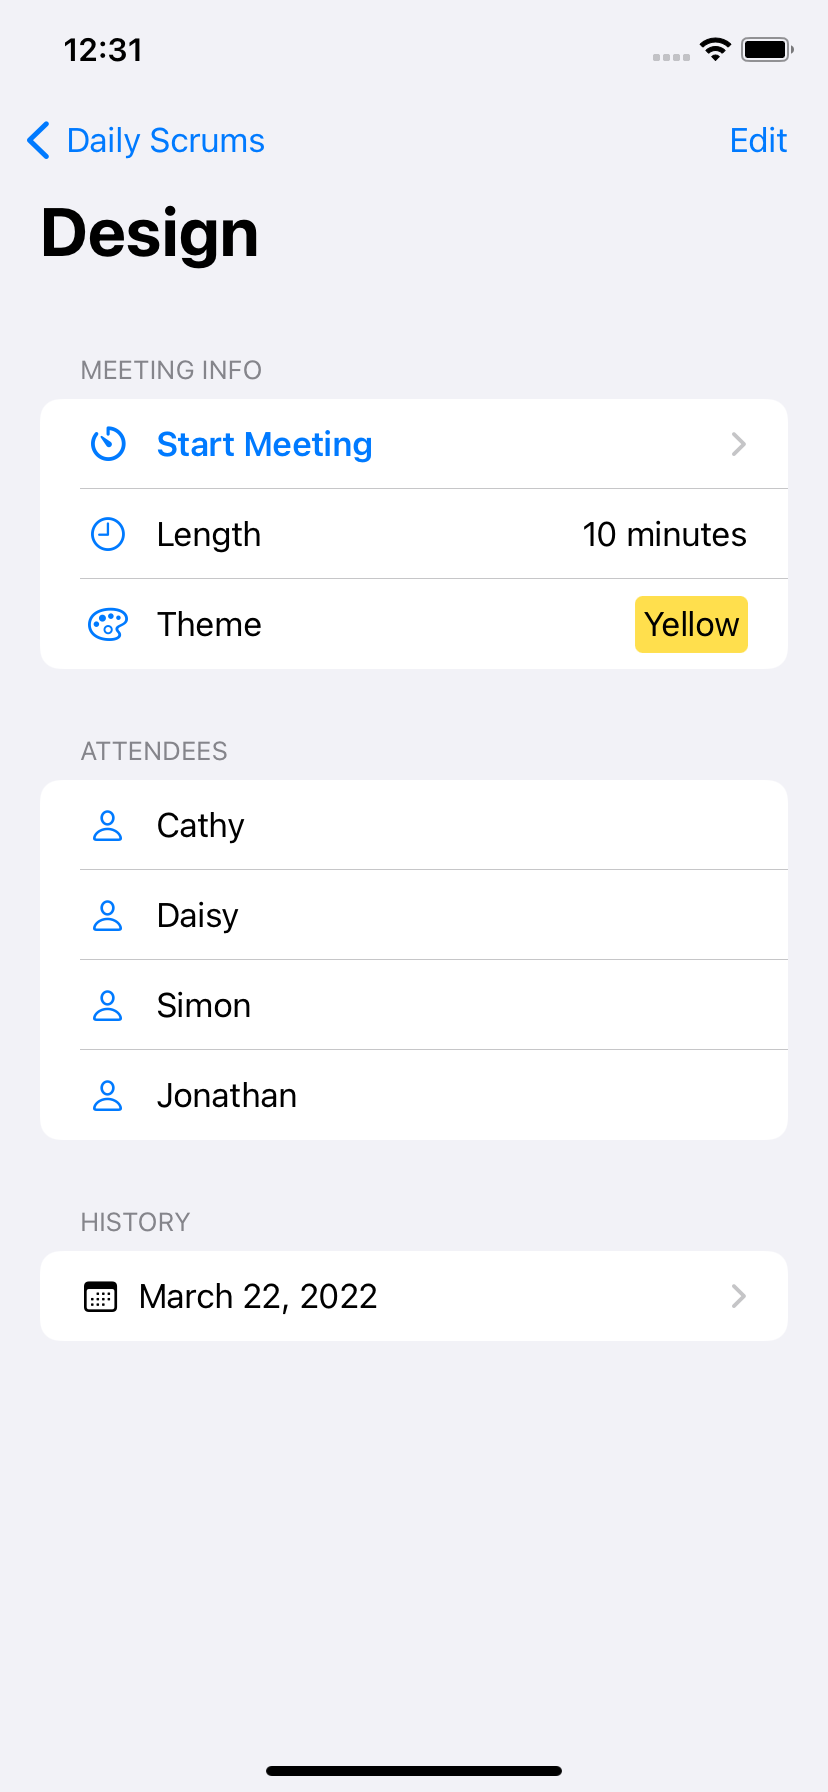 12:31
Daily Scrums Edit
Design
MEETING INFO
Start Meeting
Length 10 minutes
Theme Yellow
ATTENDEES
Cathy
Daisy
Simon
Jonathan
HISTORY
March 22, 2022